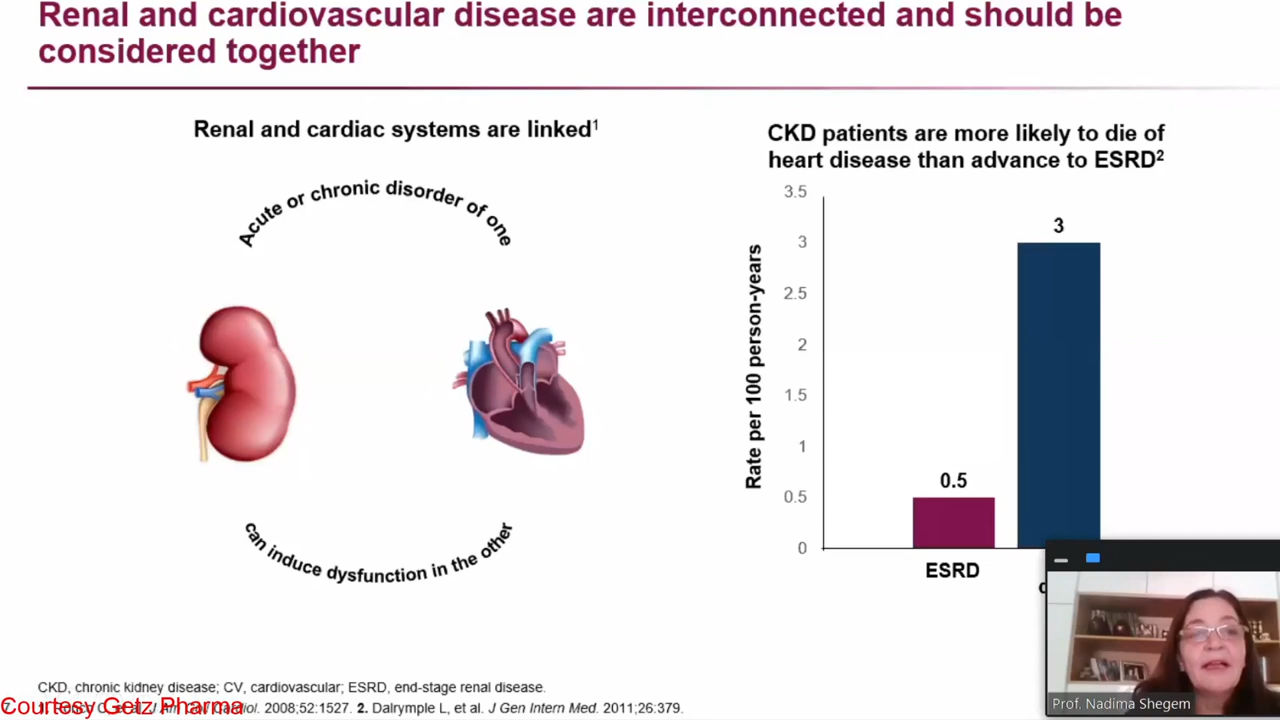 Renal and cardiovascular disease are interconnected and should be
considered together
Renal and cardiac systems are linked1
Acute or chronic disorder of one
can induce dysfunction in the other
CKD patients are more likely to die of
heart disease than advance to ESRD2
Rate per 100 person-years
3.5
3
2.5
2
1.5
1
0.5
0
0.5
3
ESRD
CKD, chronic kidney disease; CV, cardiovascular; ESRD, end-stage renal disease.
Courtesy Getz Pharma
2008;52:1527. 2. Dalrymple L, et al. J Gen Intern Med. 2011;26:379.
Prof. Nadima Shegem